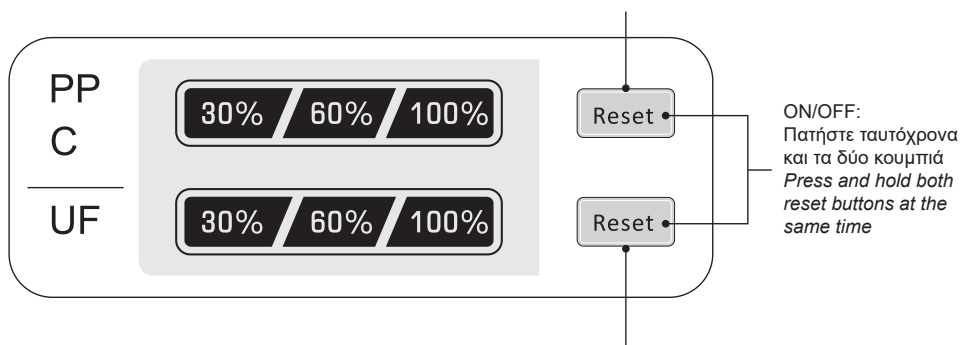 PP
C
30% 60% 100%
Reset
UF
30% 60% 100%
Reset
ON/OFF:
Πατήστε ταυτόχρονα
και τα δύο κουμπιά
Press and hold both
reset buttons at the
same time